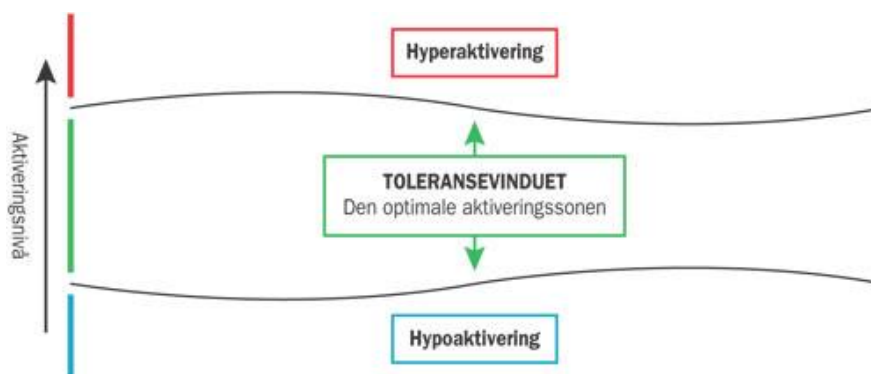 Hyperaktivering
Aktiveringsnivå
TOLERANSEVINDUET
Den optimale aktiveringssonen
Hypoaktivering